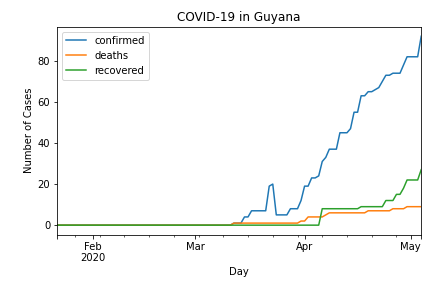 COVID-19 in Guyana
confirmed
deaths
recovered
Number of Cases
80
60
40
20
0
Feb
2020
Mar
Apr
May
Day